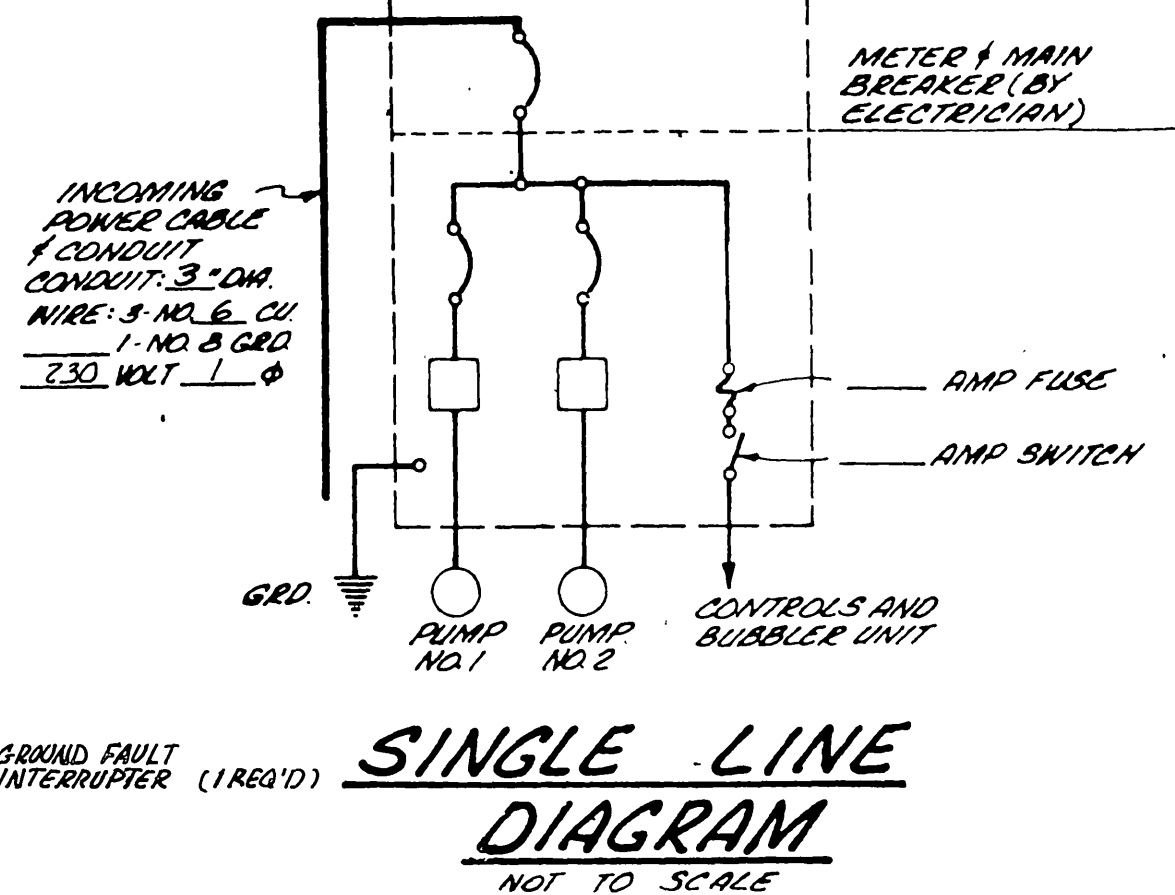 METER & MAIN
BREAKER (BY
ELECTRICIAN)
INCOMING
POWER CABLE
& CONDUIT
CONDUIT: 3" DIA.
WIRE: 3-NO. 6 CU.
1-NO. 8 GRD.
230 VOLT 1 Φ
AMP FUSE
AMP SWITCH
GRD.
PUMP
NO. 1
PUMP
NO. 2
CONTROLS AND
BUBBLER UNIT
GROUND FAULT
INTERRUPTER (1 REQ'D)
SINGLE LINE
DIAGRAM
NOT TO SCALE